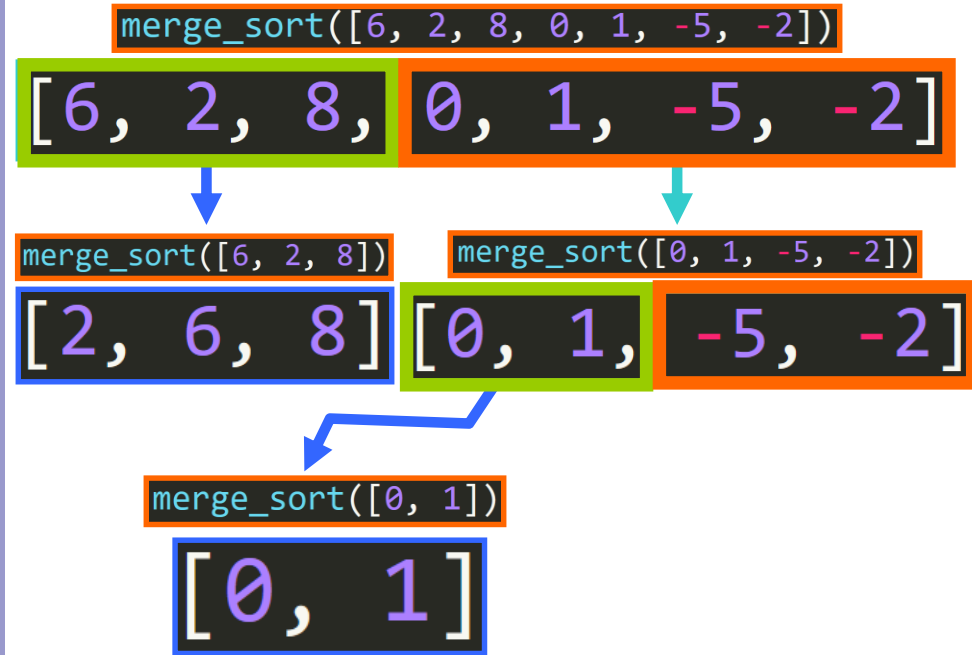 merge_sort([6, 2, 8, 0, 1, -5, -2])
[6, 2, 8, 0, 1, -5, -2]
merge_sort([6, 2, 8])
merge_sort([0, 1, -5, -2])
[2, 6, 8]
[0, 1, -5, -2]
merge_sort([0, 1])
[0, 1]